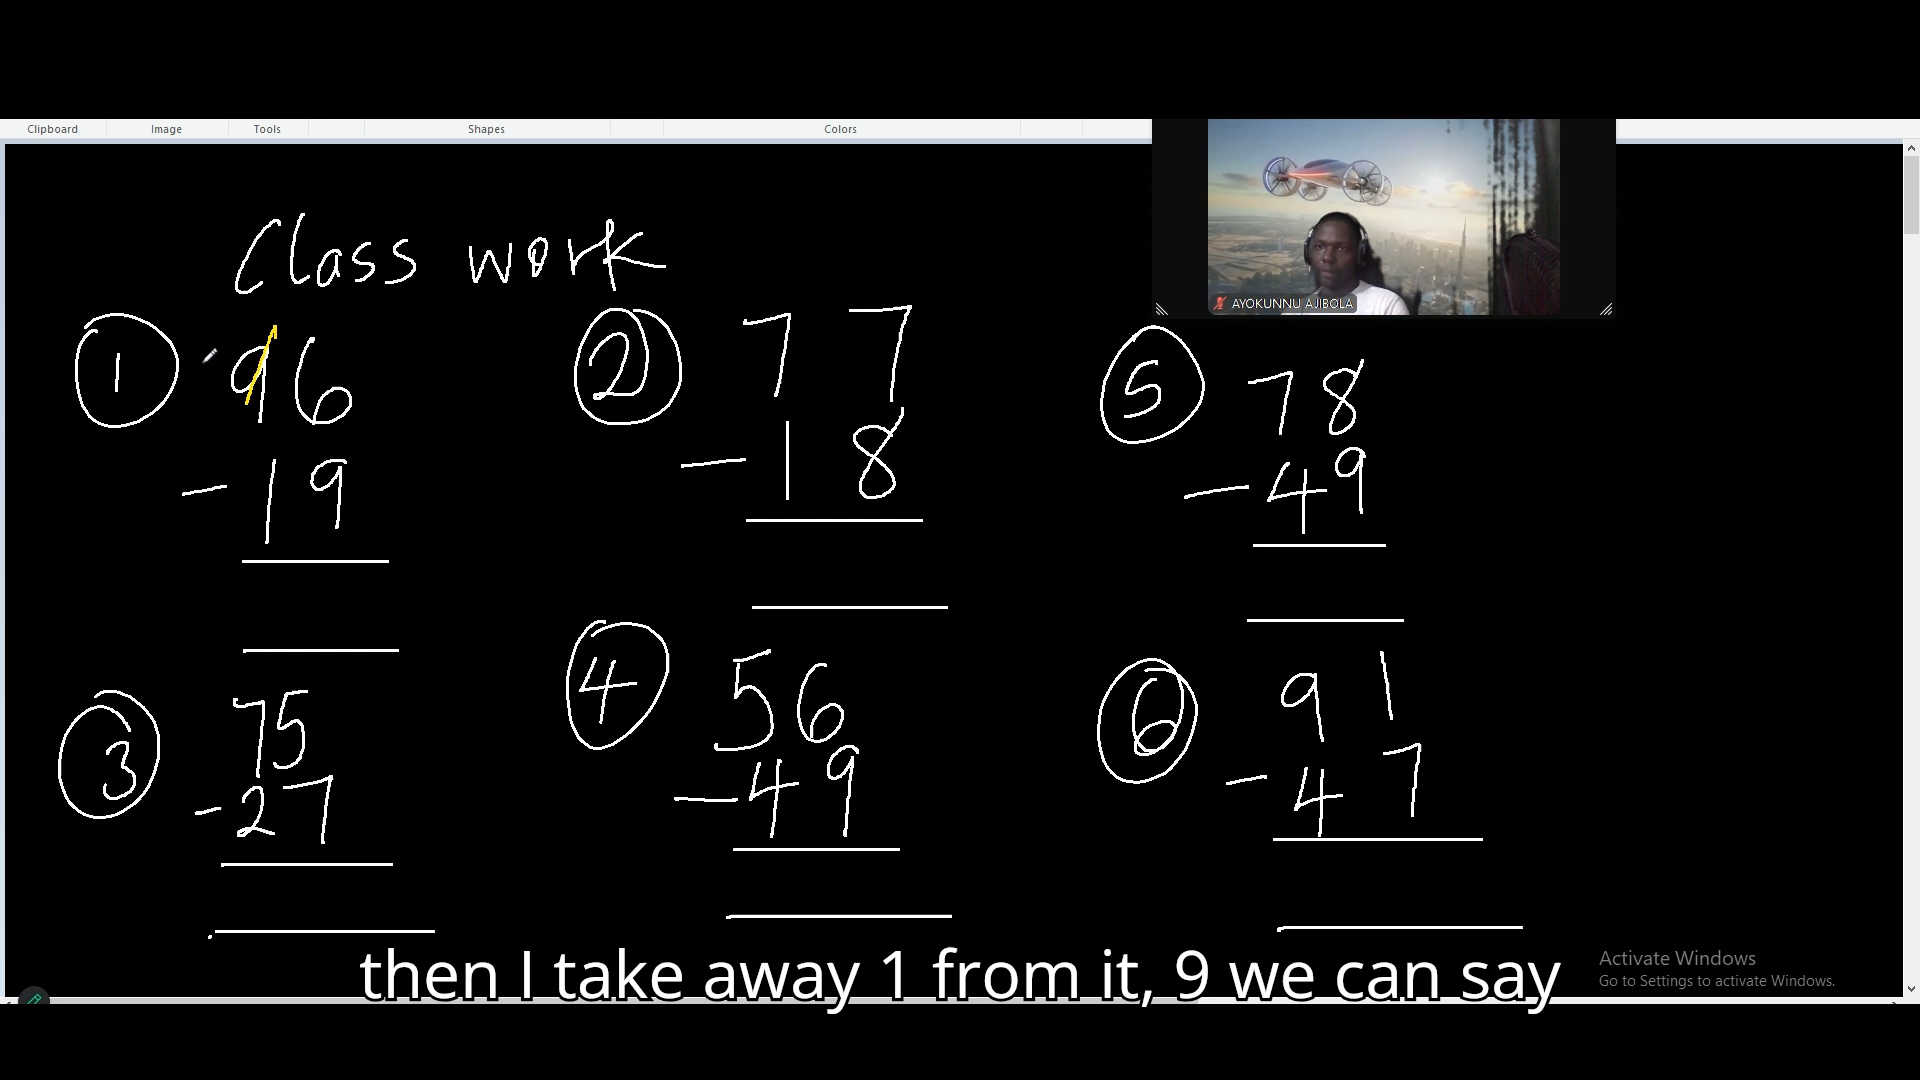 Clipboard Image Tools Shapes Colors
AYOKUNNU AJIBOLA
Class work
1 96
- 19
2 77
- 18
5 78
- 49
3 75
- 27
4 56
- 49
6 91
- 47
then I take away 1 from it, 9 we can say
Activate Windows
Go to Settings to activate Windows.